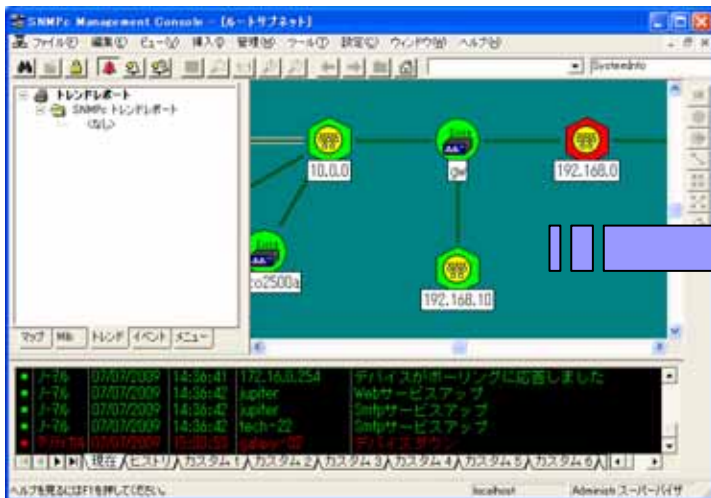 SNMPc Management Console - [ルートサブネット]
ファイル(F) 編集(E) ビュー(V) 挿入(I) 管理(M) ツール(T) 設定(C) ウィンドウ(W) ヘルプ(H)
SystemInfo
トレンドレポート
SNMPc トレンドレポート
(なし)
10.0.0
gw
192.168.0
co2500a
192.168.10
マップ Mib トレンド イベント メニュー
ノーマル 07/07/2009 14:36:41 172.16.0.254 デバイスがポーリングに応答しました
ノーマル 07/07/2009 14:36:42 jupiter Webサービスアップ
ノーマル 07/07/2009 14:36:42 jupiter Smtpサービスアップ
ノーマル 07/07/2009 14:36:42 tech-22 Smtpサービスアップ
07/07/2009 galaxy-02 デバイスダウン
現在 ヒストリ カスタム 1 カスタム 2 カスタム 3 カスタム 4 カスタム 5 カスタム 6
ヘルプを見るにはF1を押してください。 localhost スーパーバイザ